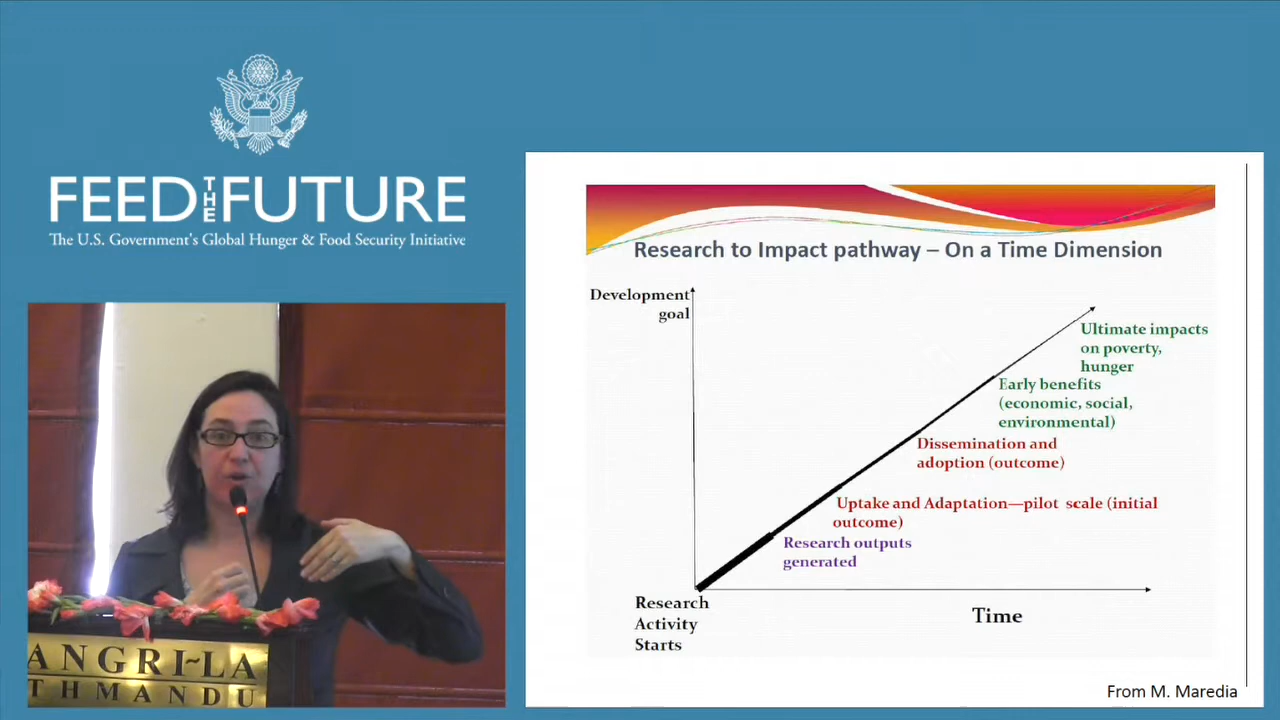 FEED THE FUTURE
The U.S. Government's Global Hunger & Food Security Initiative
Research to Impact pathway – On a Time Dimension
Development
goal
Ultimate impacts
on poverty,
hunger
Early benefits
(economic, social,
environmental)
Dissemination and
adoption (outcome)
Uptake and Adaptation—pilot scale (initial
outcome)
Research outputs
generated
Research
Activity
Starts
Time
From M. Maredia
ANGRI~LA
THMANDU